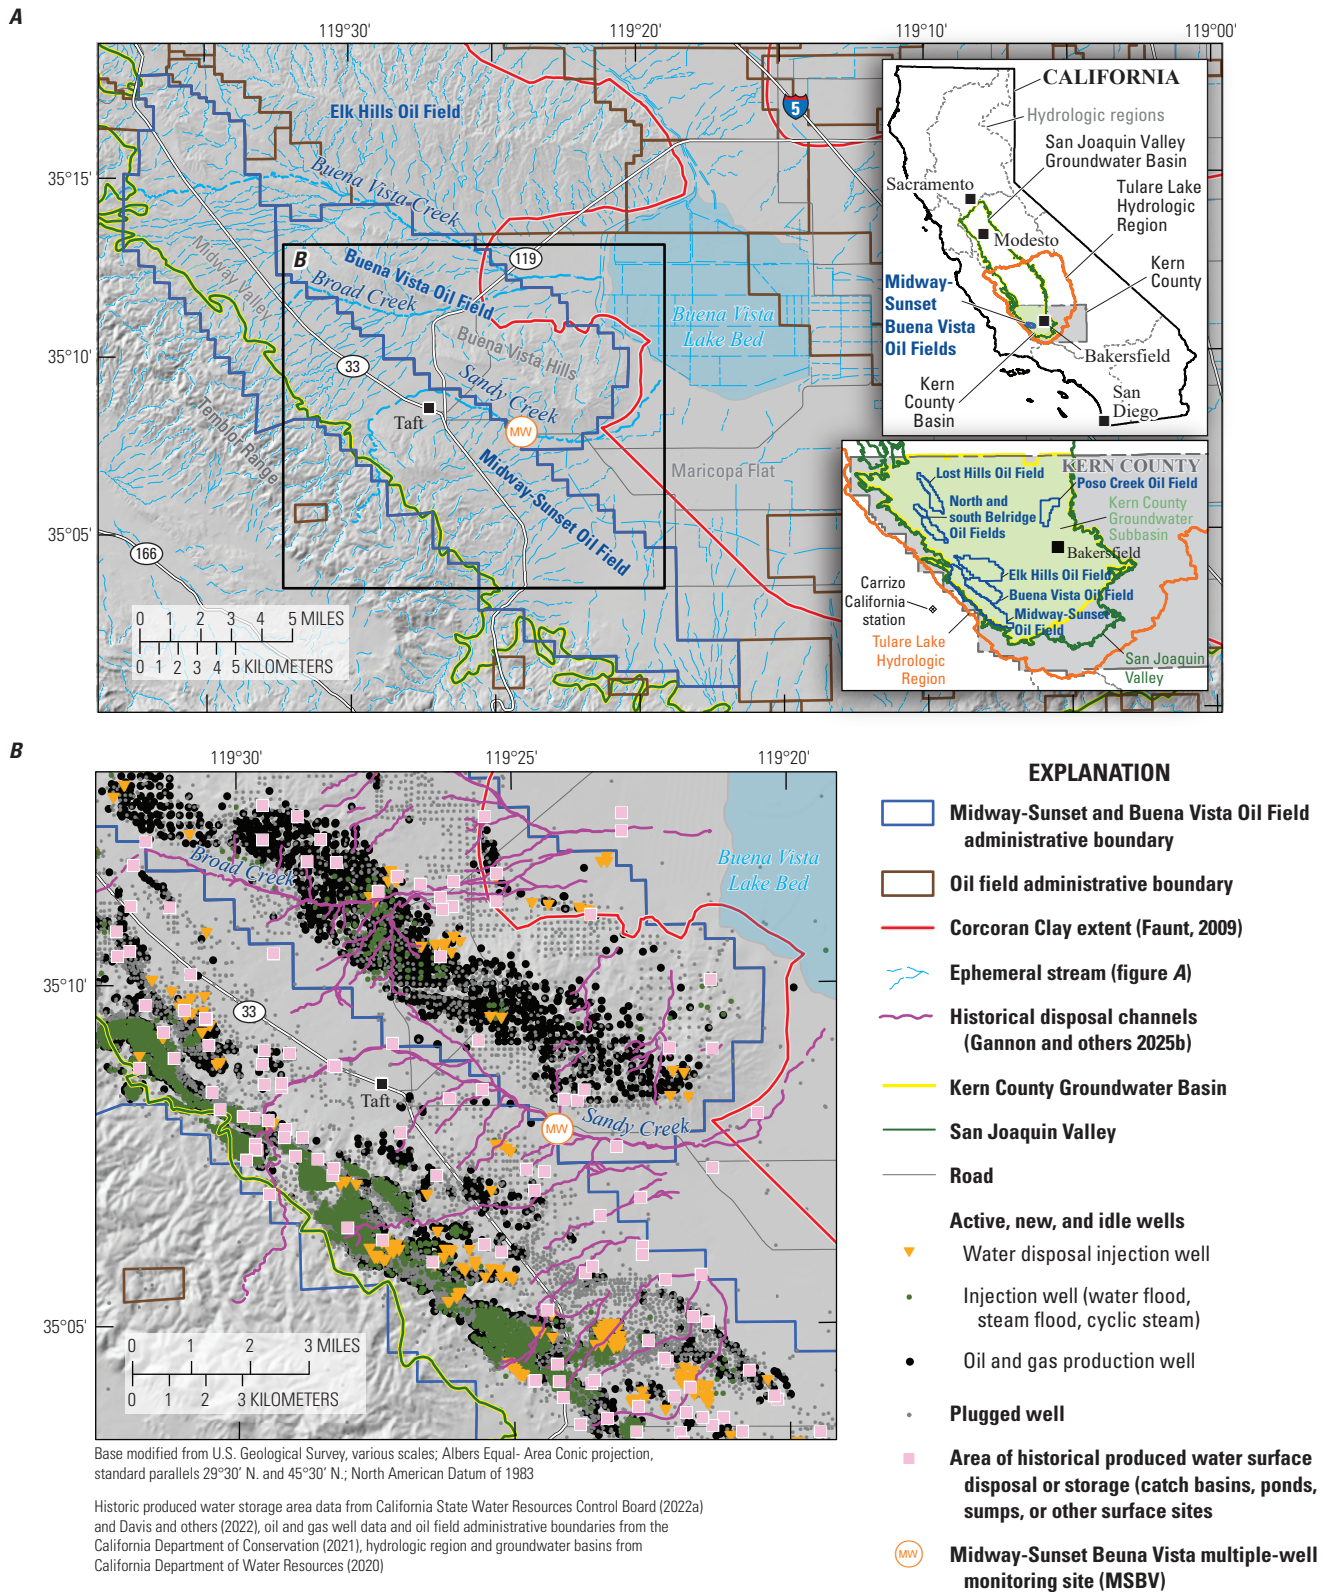 A
119°30'
119°20'
119°10'
119°00'
35°15'
35°10'
35°05'
Elk Hills Oil Field
Buena Vista Creek
Midway Valley
B
Buena Vista Oil Field
Broad Creek
119
5
33
Buena Vista Hills
Buena Vista
Lake Bed
Sandy Creek
Taft
MW
Temblor Range
Midway-Sunset Oil Field
Maricopa Flat
166
0 1 2 3 4 5 MILES
0 1 2 3 4 5 KILOMETERS
CALIFORNIA
Hydrologic regions
San Joaquin Valley
Groundwater Basin
Sacramento
Tulare Lake
Hydrologic
Region
Modesto
Kern
County
Midway-
Sunset
Buena Vista
Oil Fields
Bakersfield
Kern
County
Basin
San
Diego
KERN COUNTY
Lost Hills Oil Field
Poso Creek Oil Field
North and
south Belridge
Oil Fields
Kern County
Groundwater
Subbasin
Bakersfield
Elk Hills Oil Field
Buena Vista Oil Field
Midway-Sunset
Oil Field
Carrizo
California
station
Tulare Lake
Hydrologic
Region
San Joaquin
Valley
B
119°30'
119°25'
119°20'
35°10'
35°05'
Broad Creek
Buena Vista
Lake Bed
33
Taft
MW
Sandy Creek
0 1 2 3 MILES
0 1 2 3 KILOMETERS
Base modified from U.S. Geological Survey, various scales; Albers Equal- Area Conic projection,
standard parallels 29°30' N. and 45°30' N.; North American Datum of 1983
Historic produced water storage area data from California State Water Resources Control Board (2022a)
and Davis and others (2022), oil and gas well data and oil field administrative boundaries from the
California Department of Conservation (2021), hydrologic region and groundwater basins from
California Department of Water Resources (2020)
EXPLANATION
Midway-Sunset and Buena Vista Oil Field
administrative boundary
Oil field administrative boundary
Corcoran Clay extent (Faunt, 2009)
Ephemeral stream (figure A)
Historical disposal channels
(Gannon and others 2025b)
Kern County Groundwater Basin
San Joaquin Valley
Road
Active, new, and idle wells
Water disposal injection well
Injection well (water flood,
steam flood, cyclic steam)
Oil and gas production well
Plugged well
Area of historical produced water surface
disposal or storage (catch basins, ponds,
sumps, or other surface sites
MW
Midway-Sunset Beuna Vista multiple-well
monitoring site (MSBV)